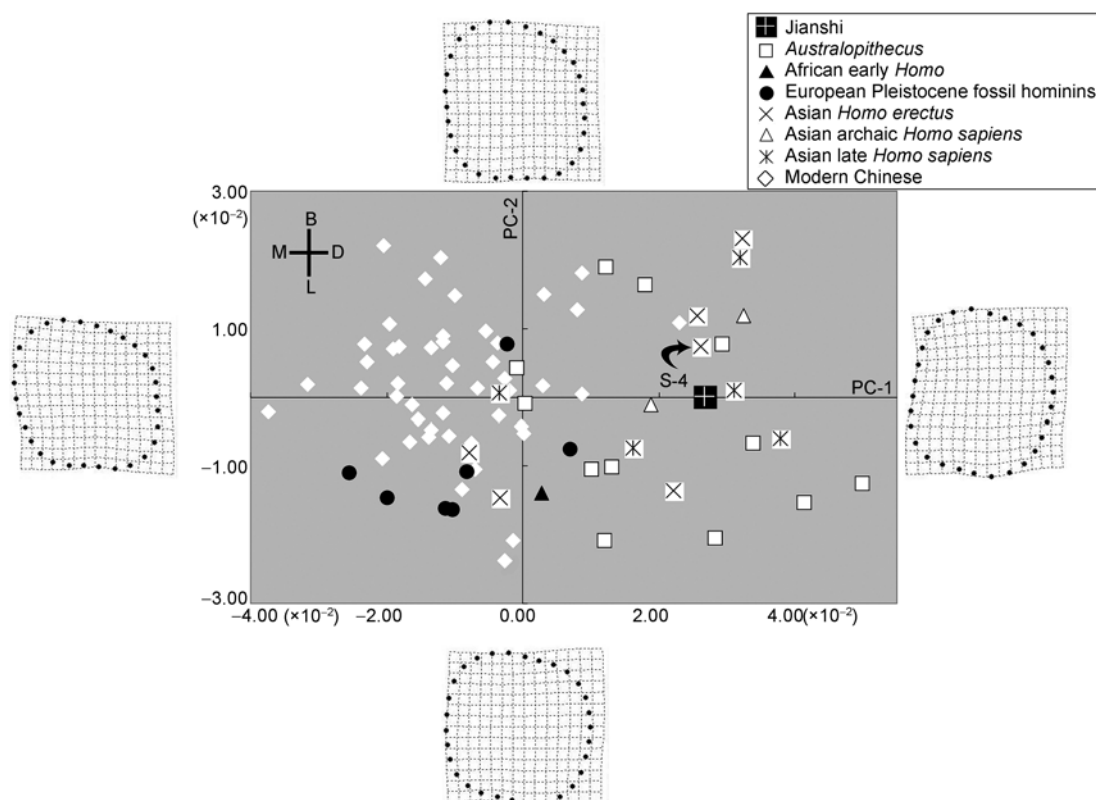 Jianshi
Australopithecus
African early Homo
European Pleistocene fossil hominins
Asian Homo erectus
Asian archaic Homo sapiens
Asian late Homo sapiens
Modern Chinese
3.00
(×10⁻²)
PC-2
B
M D
L
1.00
S-4
PC-1
−1.00
−3.00
−4.00 (×10⁻²) −2.00 0.00 2.00 4.00 (×10⁻²)